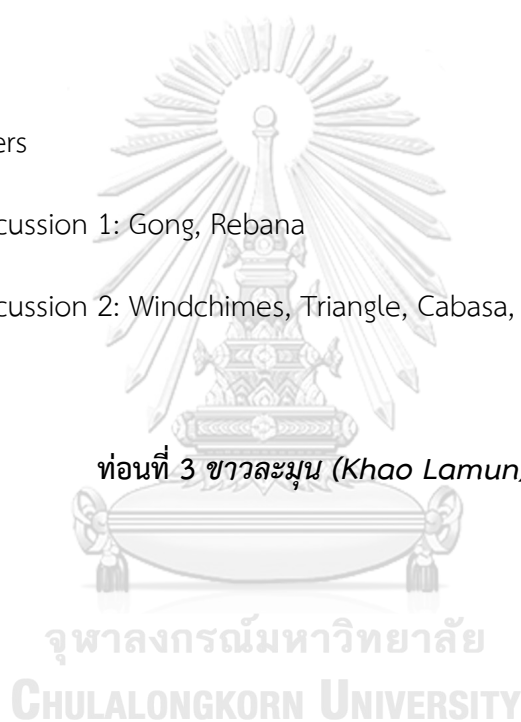 ers
cussion 1: Gong, Rebana
cussion 2: Windchimes, Triangle, Cabasa,
ท่อนที่ 3 ขาวละมุน (Khao Lamun)
จุฬาลงกรณ์มหาวิทยาลัย
CHULALONGKORN UNIVERSITY